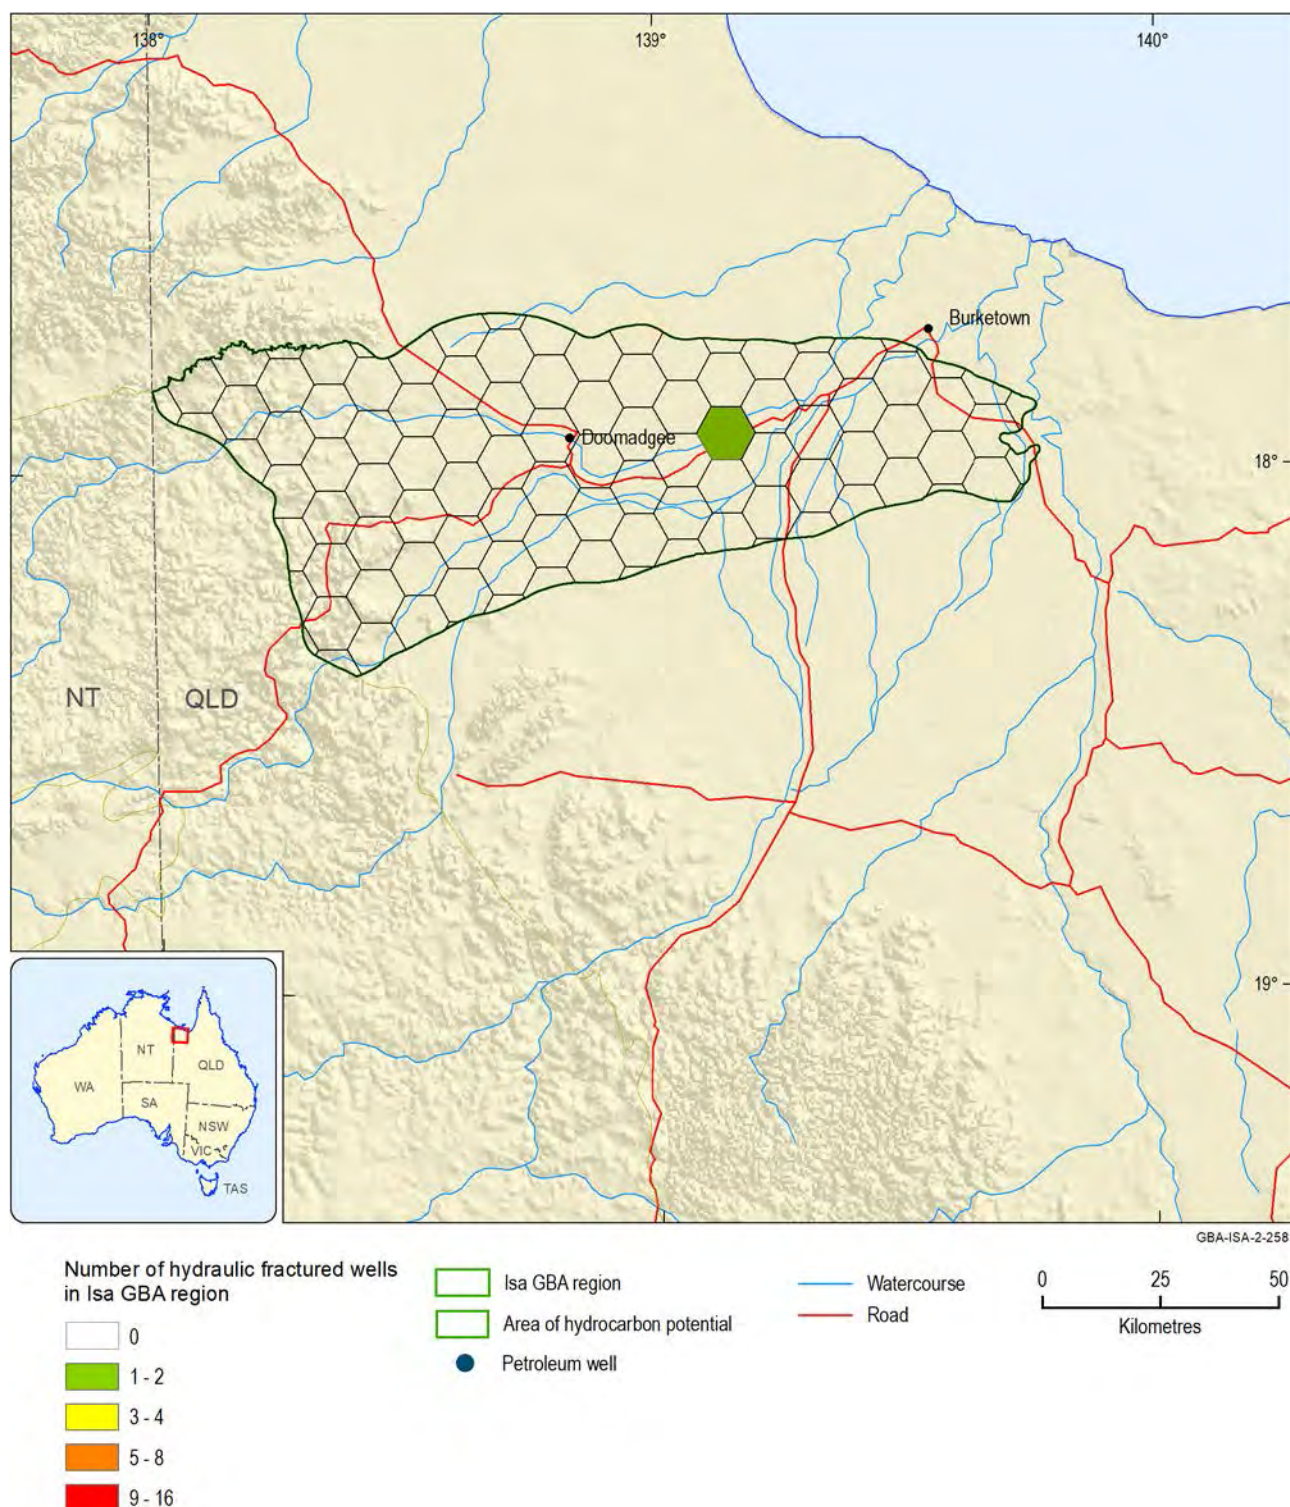 138°
139°
140°
Burketown
Doomadgee
18°
NT
QLD
19°
NT
QLD
WA
SA
NSW
VIC
TAS
GBA-ISA-2-258
Number of hydraulic fractured wells
in Isa GBA region
0
1 - 2
3 - 4
5 - 8
9 - 16
Isa GBA region
Area of hydrocarbon potential
Petroleum well
Watercourse
Road
0 25 50
Kilometres